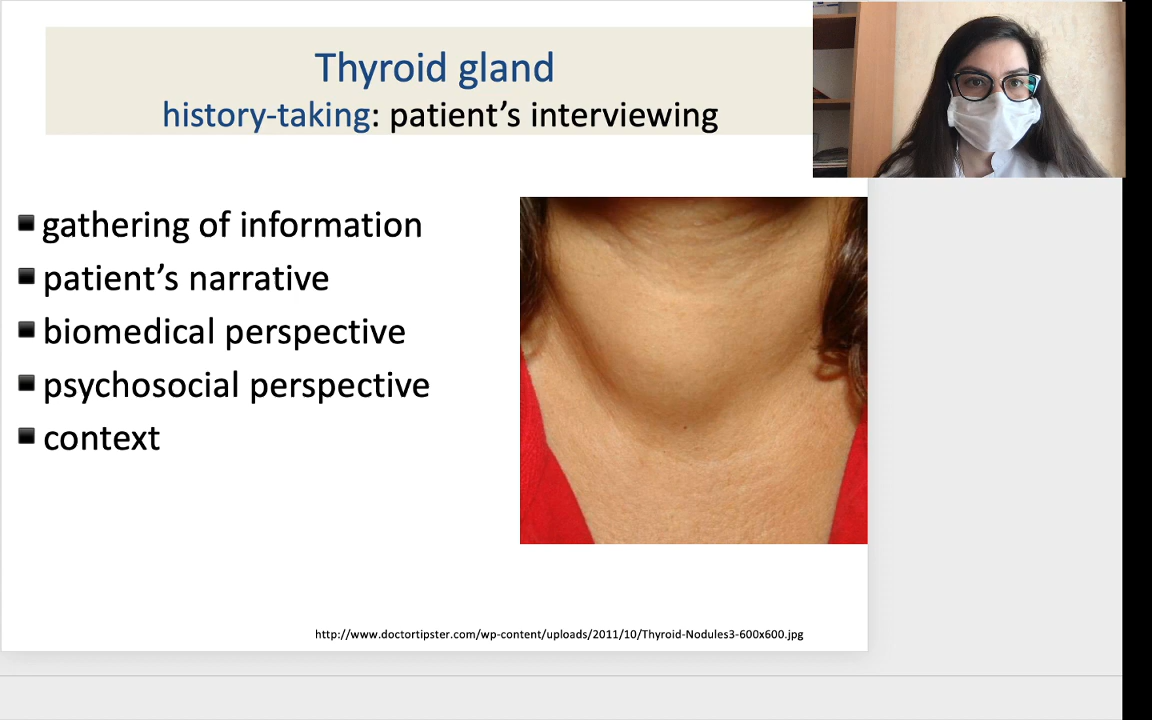 Thyroid gland
history-taking: patient’s interviewing
gathering of information
patient’s narrative
biomedical perspective
psychosocial perspective
context
http://www.doctortipster.com/wp-content/uploads/2011/10/Thyroid-Nodules3-600x600.jpg